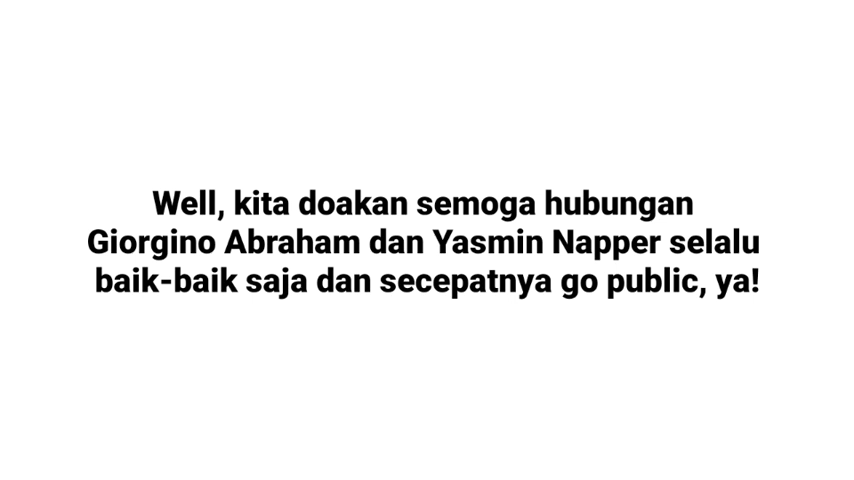 Well, kita doakan semoga hubungan
Giorgino Abraham dan Yasmin Napper selalu
baik-baik saja dan secepatnya go public, ya!